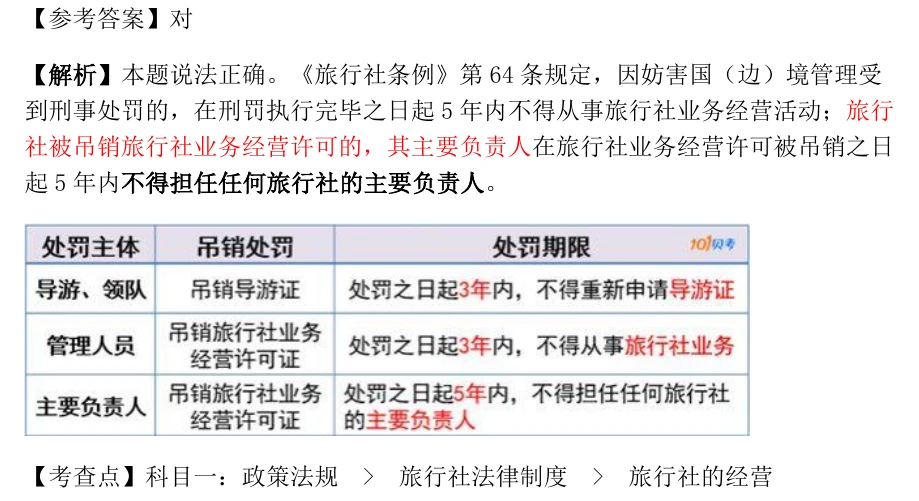 【参考答案】对
【解析】本题说法正确。《旅行社条例》第 64 条规定，因妨害国（边）境管理受
到刑事处罚的，在刑罚执行完毕之日起 5 年内不得从事旅行社业务经营活动；旅行
社被吊销旅行社业务经营许可的，其主要负责人在旅行社业务经营许可被吊销之日
起 5 年内不得担任任何旅行社的主要负责人。
处罚主体 吊销处罚 处罚期限 101贝考
导游、领队 吊销导游证 处罚之日起3年内，不得重新申请导游证
管理人员 吊销旅行社业务 处罚之日起3年内，不得从事旅行社业务
经营许可证
主要负责人 吊销旅行社业务 处罚之日起5年内，不得担任任何旅行社
经营许可证 的主要负责人
【考查点】科目一：政策法规 > 旅行社法律制度 > 旅行社的经营